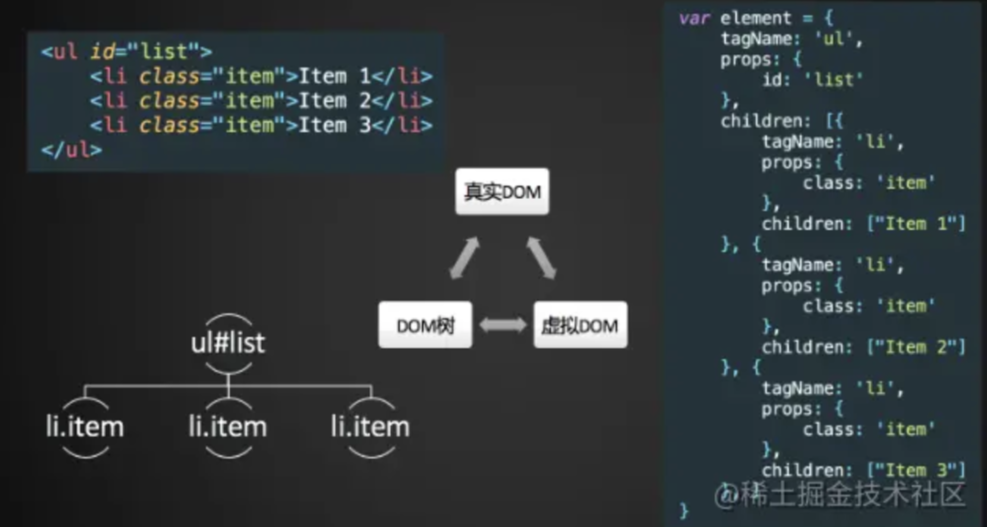 <ul id="list">
    <li class="item">Item 1</li>
    <li class="item">Item 2</li>
    <li class="item">Item 3</li>
</ul>
真实DOM
DOM树
虚拟DOM
ul#list
li.item
li.item
li.item
var element = {
    tagName: 'ul',
    props: {
        id: 'list'
    },
    children: [{
        tagName: 'li',
        props: {
            class: 'item'
        },
        children: ["Item 1"]
    }, {
        tagName: 'li',
        props: {
            class: 'item'
        },
        children: ["Item 2"]
    }, {
        tagName: 'li',
        props: {
            class: 'item'
        },
        children: ["Item 3"]
    }, ]
}
@稀土掘金技术社区